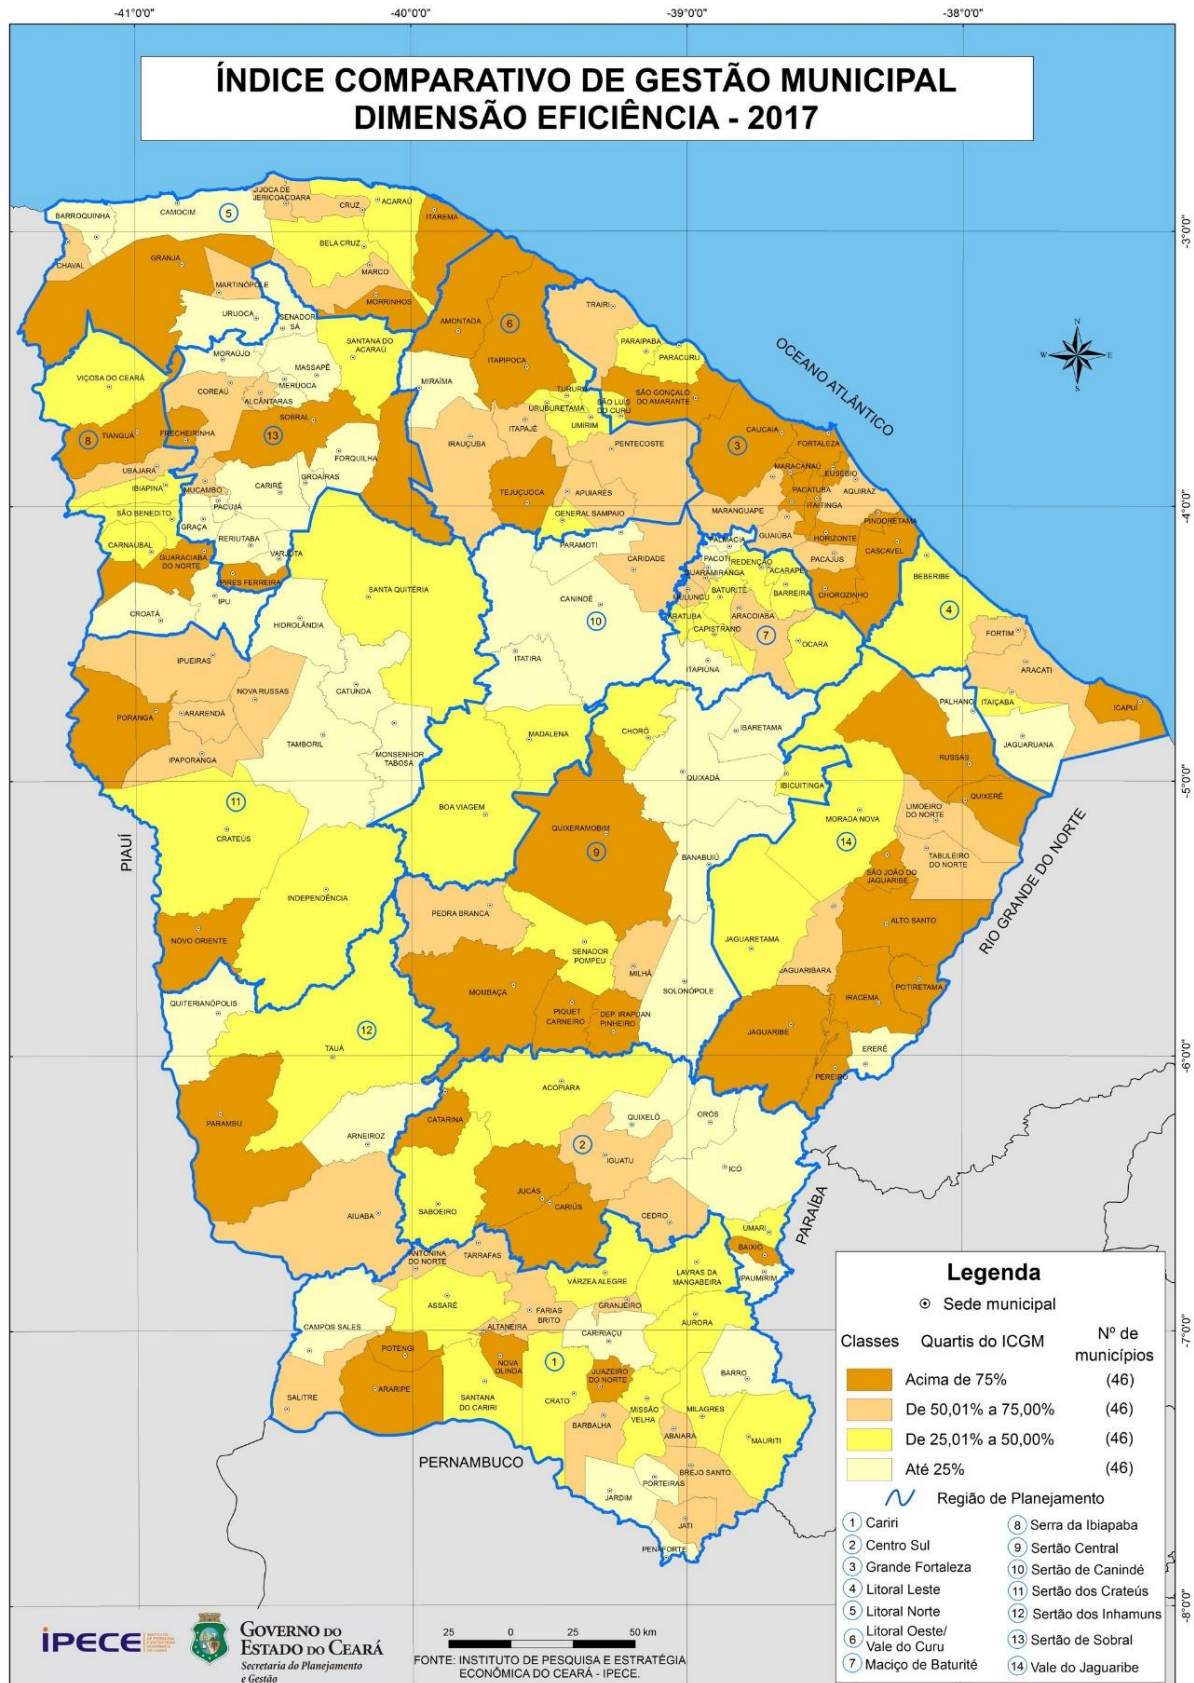 -41°0'0"
-40°0'0"
-39°0'0"
-38°0'0"
ÍNDICE COMPARATIVO DE GESTÃO MUNICIPAL
DIMENSÃO EFICIÊNCIA - 2017
JIJOCA DE
JERICOACOARA
CRUZ
ACARAÚ
ITAREMA
BARROQUINHA
CAMOCIM
5
-3°0'0"
CHAVAL
BELA CRUZ
GRANJA
MARCO
MARTINÓPOLE
MORRINHOS
URUOCA
SENADOR
SÁ
AMONTADA
6
TRAIRI
N
W
E
S
OCEANO ATLÂNTICO
SANTANA DO
ACARAÚ
MORAÚJO
MASSAPÊ
MERUOCA
ITAPIPOCA
PARAIPABA
PARACURU
VIÇOSA DO CEARÁ
COREAÚ
ALCÂNTARAS
MIRAÍMA
TURURU
URUBURETAMA
SÃO LUÍS
DO CURU
SÃO GONÇALO
DO AMARANTE
UMIRIM
SOBRAL
13
8
TIANGUÁ
FRECHEIRINHA
ITAPAJÉ
IRAUÇUBA
PENTECOSTE
CAUCAIA
3
FORTALEZA
UBAJARA
IBIAPINA
MUCAMBO
CARIRÉ
GROAÍRAS
FORQUILHA
TEJUÇUOCA
APUIARÉS
MARACANAÚ
EUSÉBIO
AQUIRAZ
PACATUBA
ITAITINGA
MARANGUAPE
GENERAL SAMPAIO
PACUJÁ
SÃO BENEDITO
GRAÇA
RERIUTABA
VARJOTA
-4°0'0"
PINDORETAMA
GUAIÚBA
HORIZONTE
PACAJUS
CASCAVEL
CARNAUBAL
GUARACIABA
DO NORTE
PIRES FERREIRA
PARAMOTI
CARIDADE
PALMÁCIA
PACOTI
GUARAMIRANGA
REDENÇÃO
ACARAPE
MULUNGU
BATURITÉ
BARREIRA
CHOROZINHO
BEBERIBE
4
SANTA QUITÉRIA
CANINDÉ
10
ARATUBA
ARACOIABA
7
CAPISTRANO
OCARA
CROATÁ
IPU
HIDROLÂNDIA
FORTIM
ITATIRA
ITAPIÚNA
IPUEIRAS
ARACATI
NOVA RUSSAS
CATUNDA
PALHANO
ITAIÇABA
ICAPUÍ
PORANGA
ARARENDÁ
IPAPORANGA
TAMBORIL
MONSENHOR
TABOSA
MADALENA
CHORÓ
IBARETAMA
JAGUARUANA
RUSSAS
QUIXADÁ
IBICUITINGA
QUIXERÉ
-5°0'0"
11
CRATEÚS
BOA VIAGEM
QUIXERAMOBIM
9
BANABUIÚ
MORADA NOVA
14
LIMOEIRO
DO NORTE
TABULEIRO
DO NORTE
SÃO JOÃO DO
JAGUARIBE
PIAUÍ
INDEPENDÊNCIA
PEDRA BRANCA
ALTO SANTO
RIO GRANDE DO NORTE
NOVO ORIENTE
SENADOR
POMPEU
MILHÃ
JAGUARETAMA
JAGUARIBARA
QUITERIANÓPOLIS
MOMBAÇA
SOLONÓPOLE
POTIRETAMA
IRACEMA
PIQUET
CARNEIRO
DEP. IRAPUAN
PINHEIRO
12
TAUÁ
JAGUARIBE
ERERÊ
PEREIRO
-6°0'0"
ACOPIARA
PARAMBU
CATARINA
ARNEIROZ
QUIXELÔ
ORÓS
2
IGUATU
ICÓ
JUCÁS
CARIÚS
SABOEIRO
AIUABA
CEDRO
PARAÍBA
UMARI
BAIXIO
IPAUMIRIM
ANTONINA
DO NORTE
TARRAFAS
VÁRZEA ALEGRE
LAVRAS DA
MANGABEIRA
ASSARÉ
CAMPOS SALES
FARIAS
BRITO
GRANJEIRO
ALTANEIRA
CARIRIAÇU
AURORA
-7°0'0"
POTENGI
NOVA
OLINDA
1
JUAZEIRO
DO NORTE
BARRO
SALITRE
ARARIPE
SANTANA
DO CARIRI
CRATO
MISSÃO
VELHA
MILAGRES
BARBALHA
ABAIARA
MAURITI
PERNAMBUCO
BREJO SANTO
PORTEIRAS
JARDIM
JATI
PENAFORTE
-8°0'0"
Legenda
Sede municipal
Classes Quartis do ICGM Nº de
municípios
Acima de 75% (46)
De 50,01% a 75,00% (46)
De 25,01% a 50,00% (46)
Até 25% (46)
Região de Planejamento
1 Cariri
2 Centro Sul
3 Grande Fortaleza
4 Litoral Leste
5 Litoral Norte
6 Litoral Oeste/
Vale do Curu
7 Maciço de Baturité
8 Serra da Ibiapaba
9 Sertão Central
10 Sertão de Canindé
11 Sertão dos Crateús
12 Sertão dos Inhamuns
13 Sertão de Sobral
14 Vale do Jaguaribe
IPECE
GOVERNO DO
ESTADO DO CEARÁ
Secretaria do Planejamento
e Gestão
25 0 25 50 km
FONTE: INSTITUTO DE PESQUISA E ESTRATÉGIA
ECONÔMICA DO CEARÁ - IPECE.